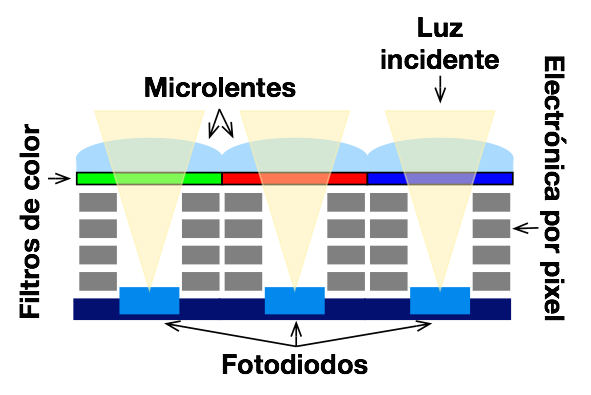 Luz
incidente
Microlentes
Filtros de color
Electrónica por pixel
Fotodiodos